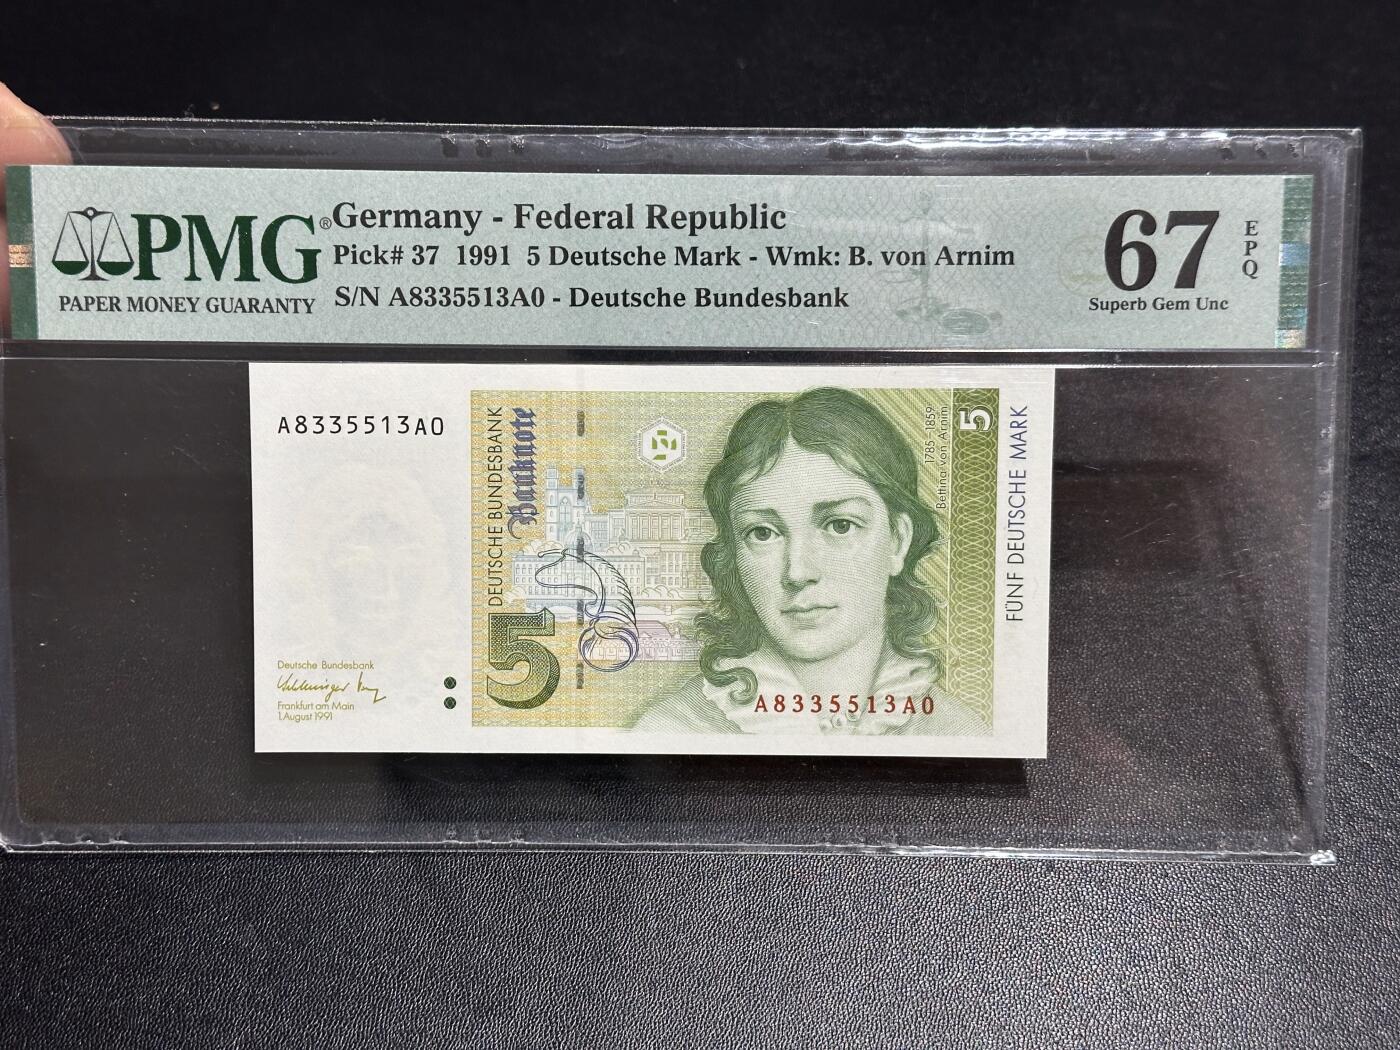 PMG®
PAPER MONEY GUARANTY
Germany - Federal Republic
Pick# 37 1991 5 Deutsche Mark - Wmk: B. von Arnim
S/N A8335513A0 - Deutsche Bundesbank
67
EPQ
Superb Gem Unc
A8335513A0
DEUTSCHE BUNDESBANK
Banknote
5
Deutsche Bundesbank
Frankfurt am Main
1. August 1991
1785-1859
Bettina von Arnim
5
FÜNF DEUTSCHE MARK
A8335513A0